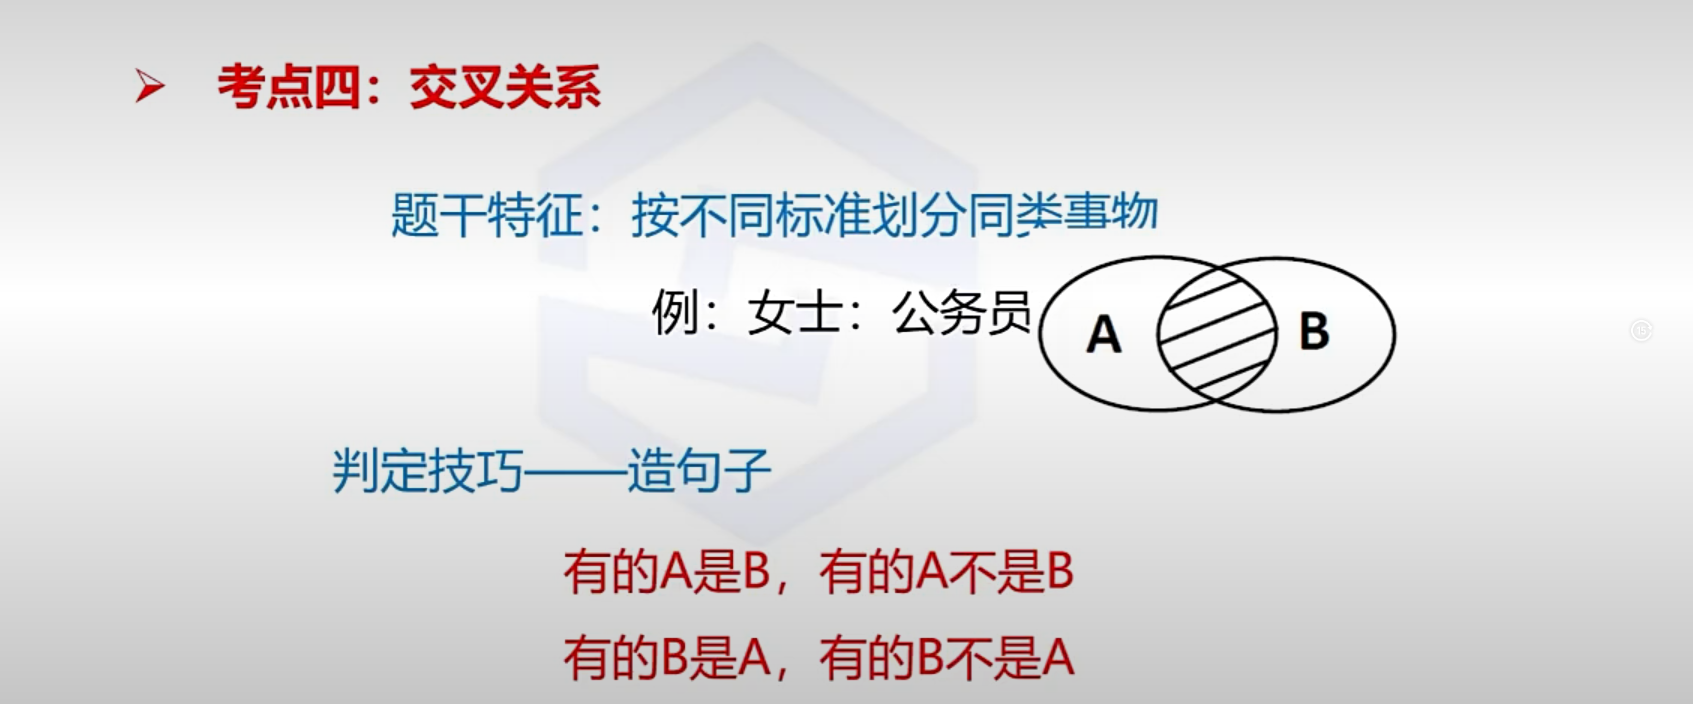 考点四：交叉关系
题干特征：按不同标准划分同类事物
例：女士：公务员
A
B
判定技巧——造句子
有的A是B，有的A不是B
有的B是A，有的B不是A